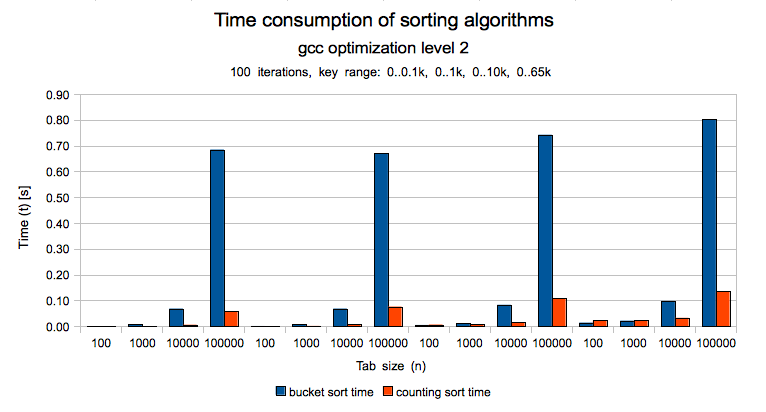 Time consumption of sorting algorithms
gcc optimization level 2
100 iterations, key range: 0..0.1k, 0..1k, 0..10k, 0..65k
0.90
0.80
0.70
0.60
0.50
0.40
0.30
0.20
0.10
0.00
Time (t) [s]
100 1000 10000 100000 100 1000 10000 100000 100 1000 10000 100000 100 1000 10000 100000
Tab size (n)
bucket sort time counting sort time